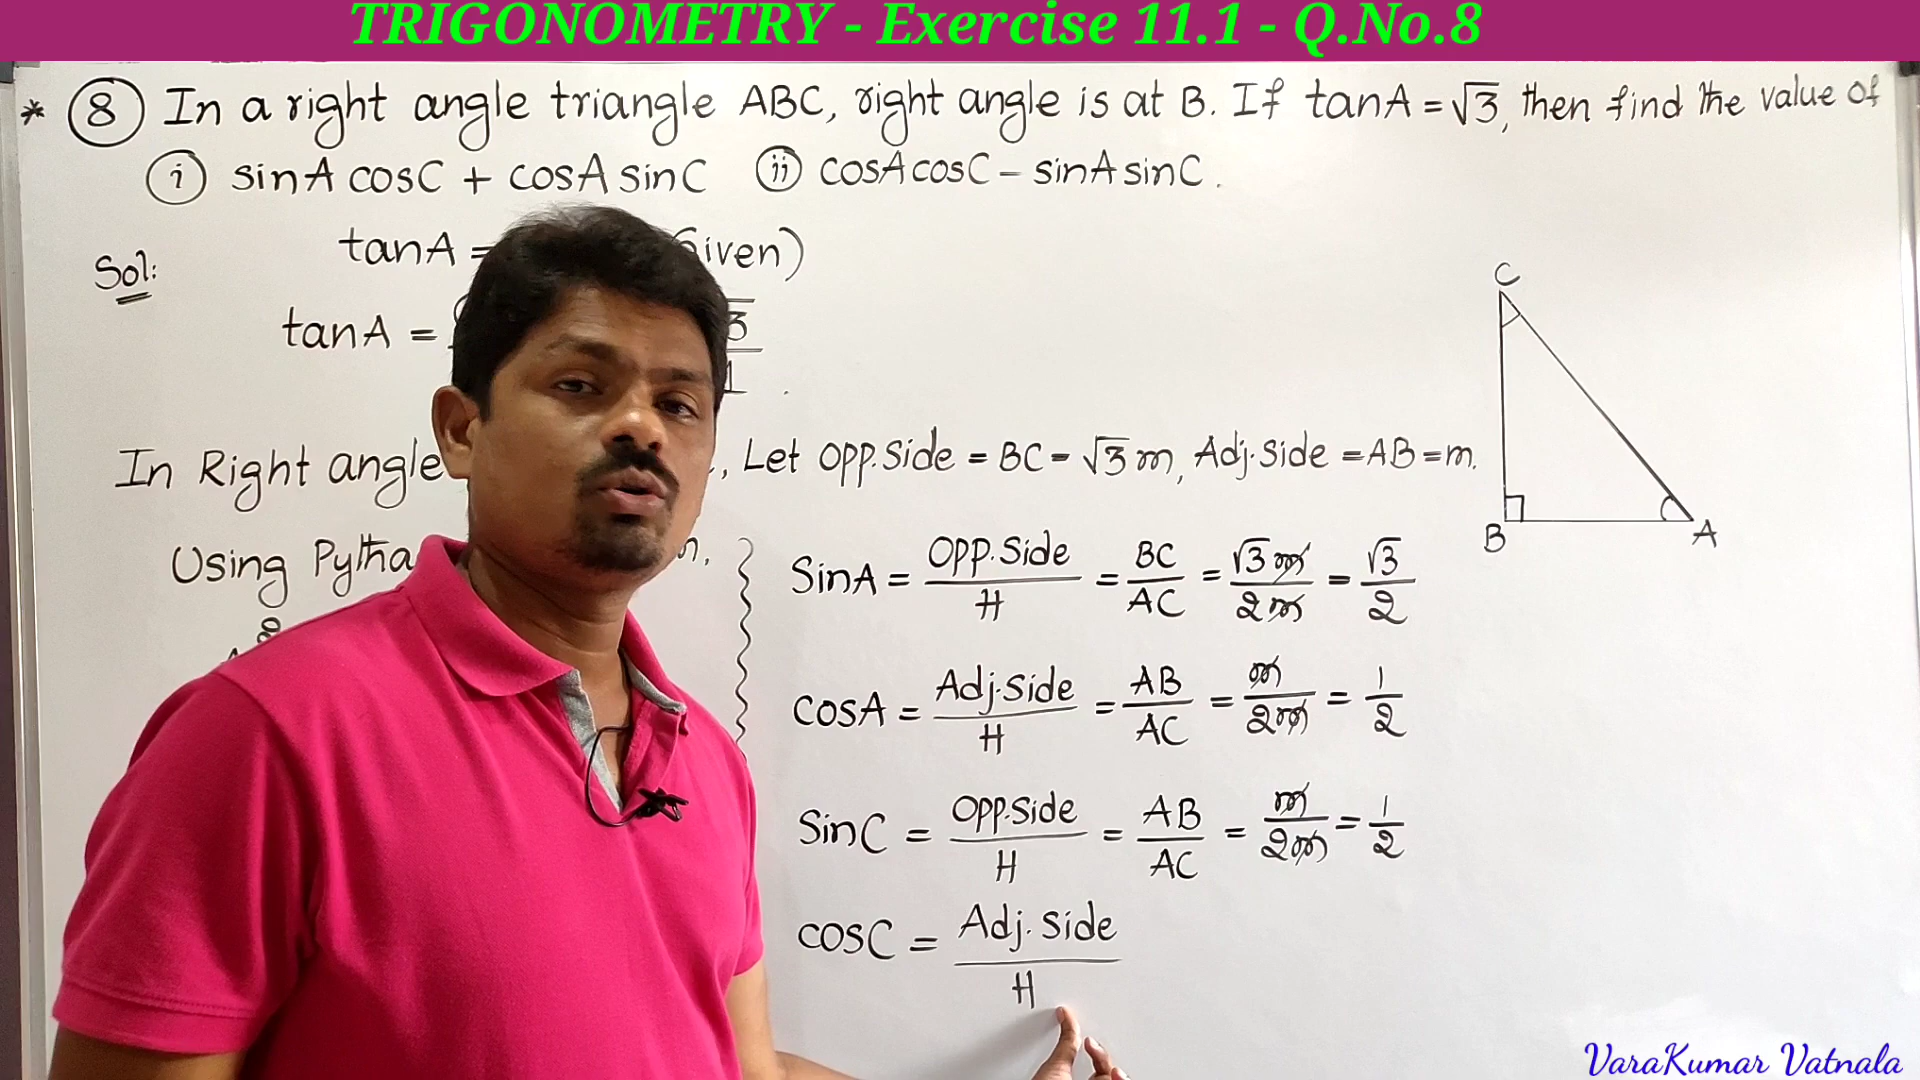 TRIGONOMETRY - Exercise 11.1 - Q.No.8
* 8 In a right angle triangle ABC, right angle is at B. If tanA = √3, then find the value of
i sinA cosC + cosA sinC ii cosA cosC - sinA sinC.
Sol:
tanA = iven)
tanA = 3 / 1 .
In Right angle , Let Opp.Side = BC = √3 m, Adj.Side = AB = m.
Using
SinA = Opp.Side / H = BC / AC = √3 m / 2 m = √3 / 2
cosA = Adj.Side / H = AB / AC = m / 2m = 1 / 2
SinC = Opp.Side / H = AB / AC = m / 2m = 1 / 2
cosC = Adj.Side / H
C
B
A
VaraKumar Vatnala